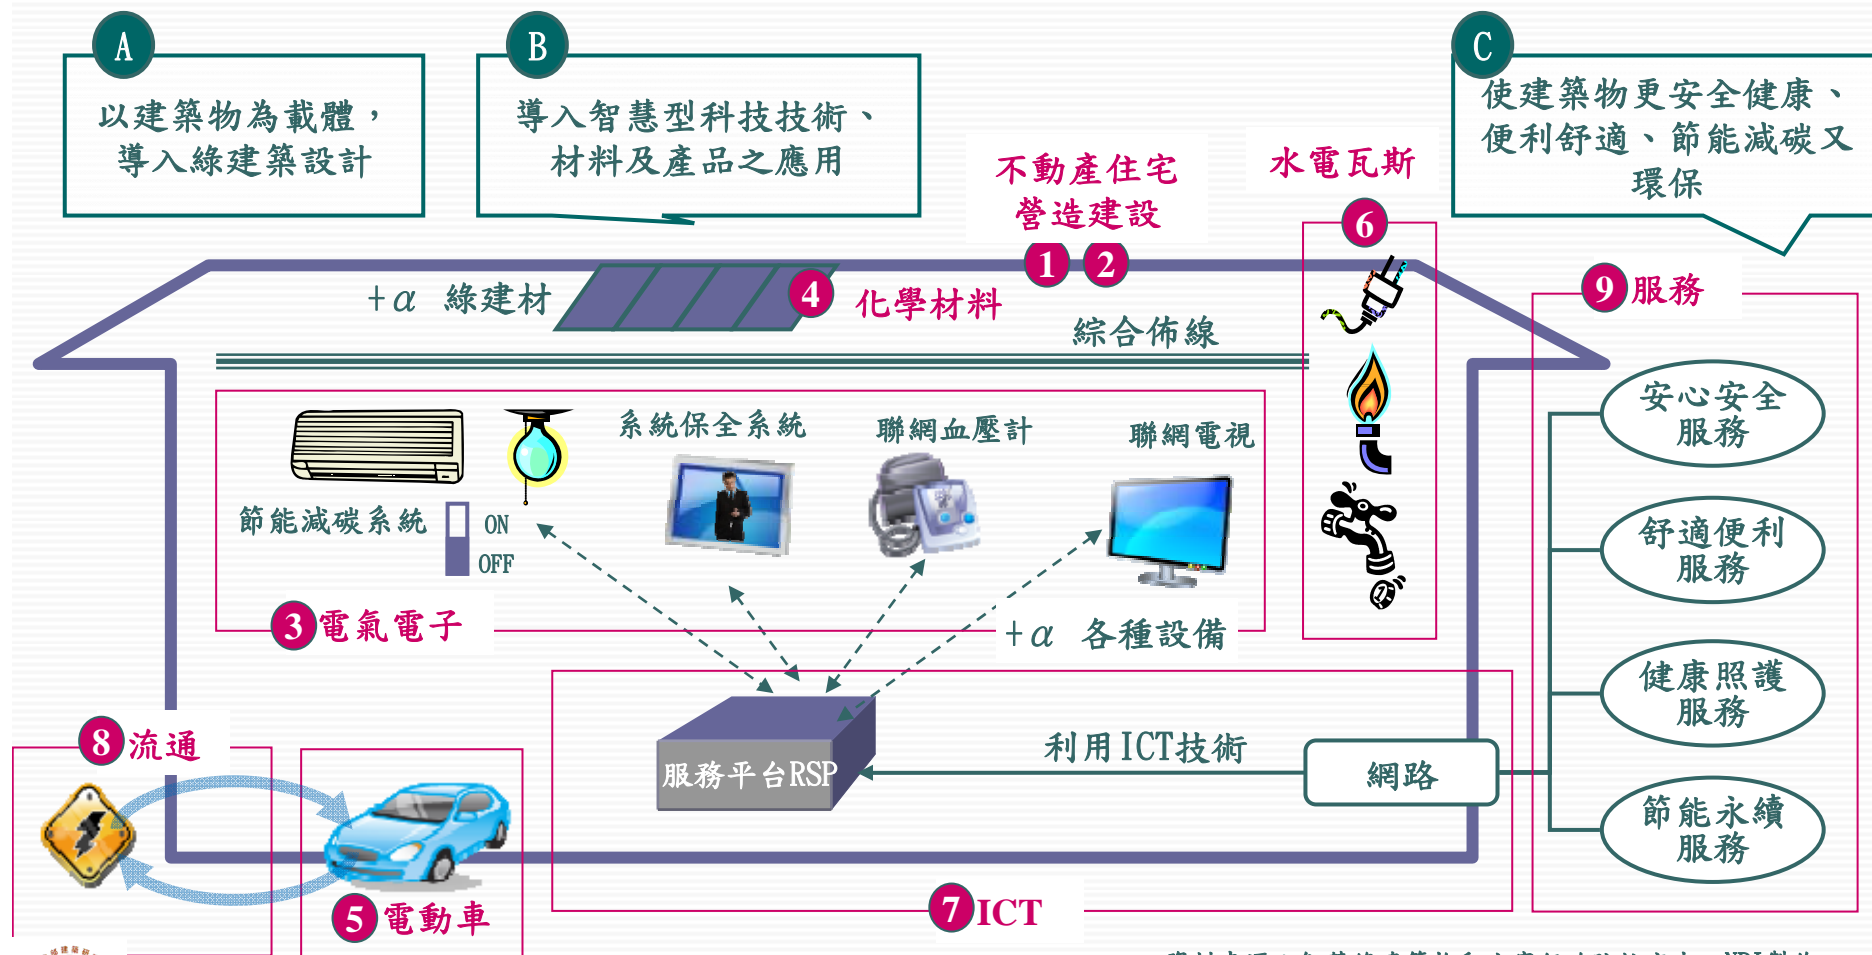 A
以建築物為載體，
導入綠建築設計
B
導入智慧型科技技術、
材料及產品之應用
C
使建築物更安全健康、
便利舒適、節能減碳又
環保
不動產住宅
營造建設
1 2
水電瓦斯
6
+α 綠建材
4 化學材料
綜合佈線
9 服務
系統保全系統
聯網血壓計
聯網電視
節能減碳系統
ON
OFF
3 電氣電子
+α 各種設備
安心安全
服務
舒適便利
服務
健康照護
服務
節能永續
服務
8 流通
服務平台RSP
利用ICT技術
網路
5 電動車
7 ICT